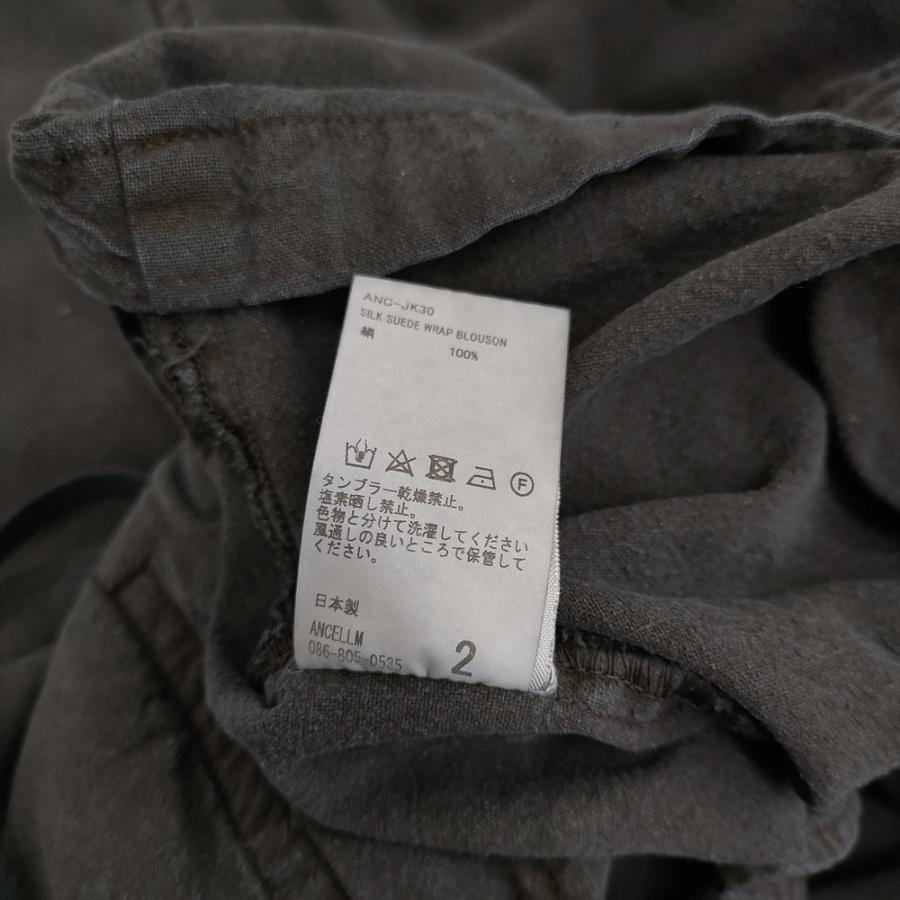 ANC-JK30
SILK SUEDE WRAP BLOUSON
絹 100%
F
タンブラー乾燥禁止。
塩素晒し禁止。
色物と分けて洗濯してください
風通しの良いところで保管して
ください。
日本製
ANCELLM
086-805-0535
2